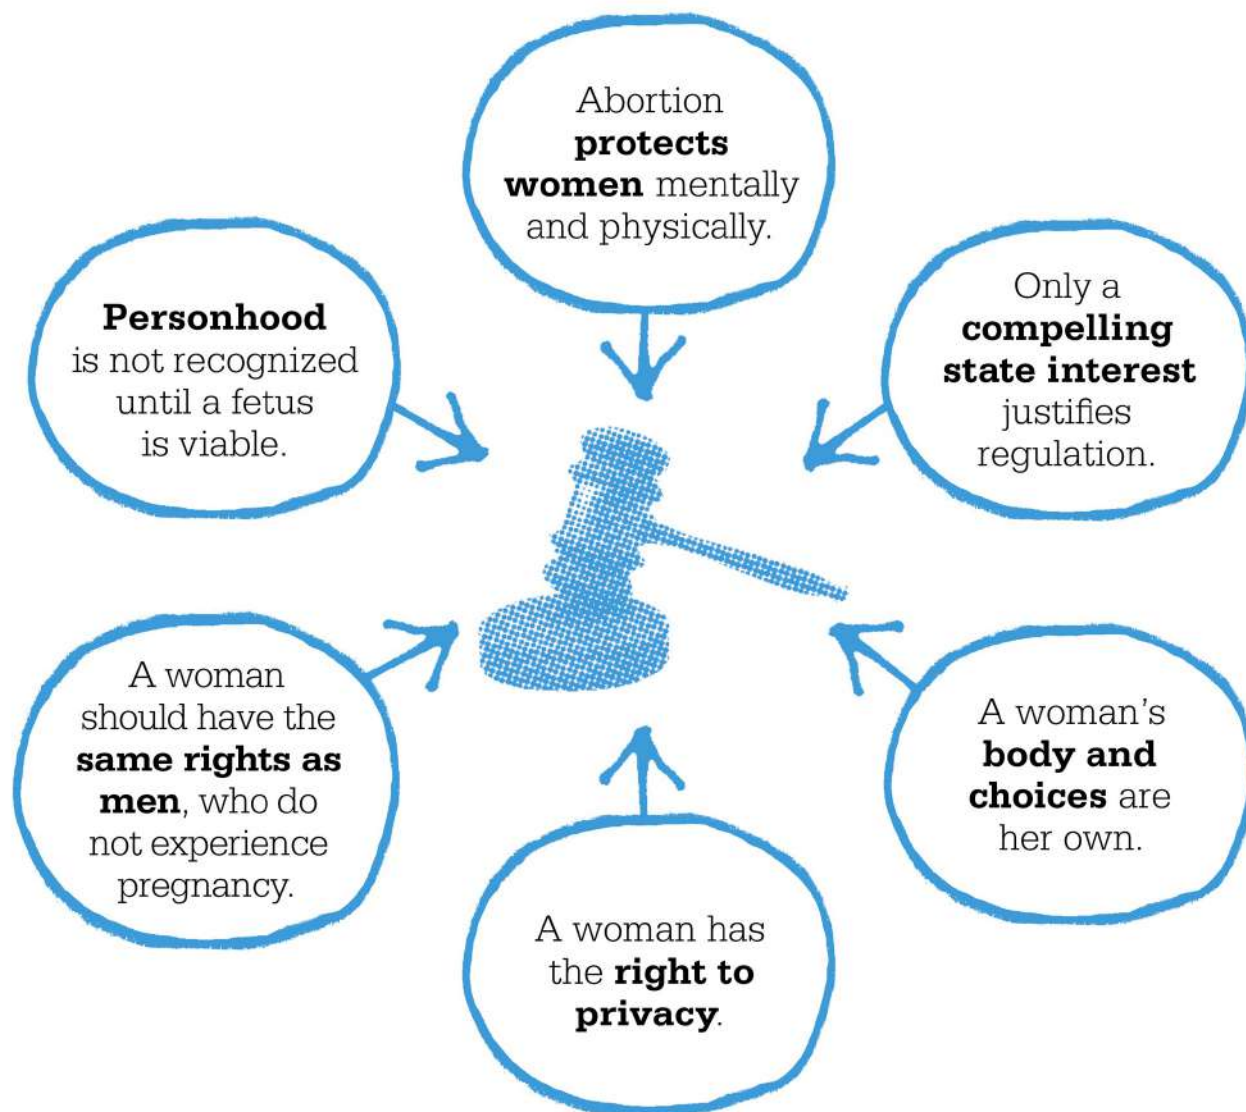 Abortion
protects
women mentally
and physically.
Personhood
is not recognized
until a fetus
is viable.
Only a
compelling
state interest
justifies
regulation.
A woman
should have the
same rights as
men, who do
not experience
pregnancy.
A woman's
body and
choices are
her own.
A woman has
the right to
privacy.